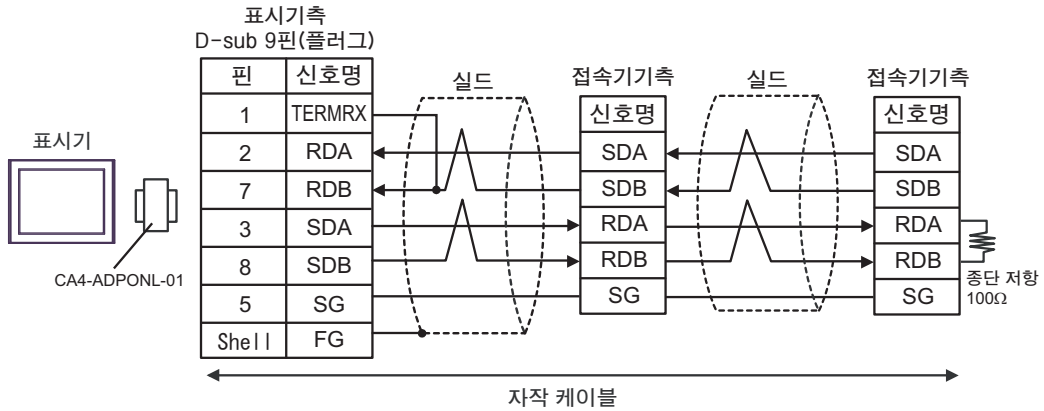 표시기측
D-sub 9핀(플러그)
핀 신호명
1 TERMRX
2 RDA
7 RDB
3 SDA
8 SDB
5 SG
Shell FG
표시기
CA4-ADPONL-01
실드
접속기기측
신호명
SDA
SDB
RDA
RDB
SG
실드
접속기기측
신호명
SDA
SDB
RDA
RDB
SG
종단 저항
100Ω
자작 케이블